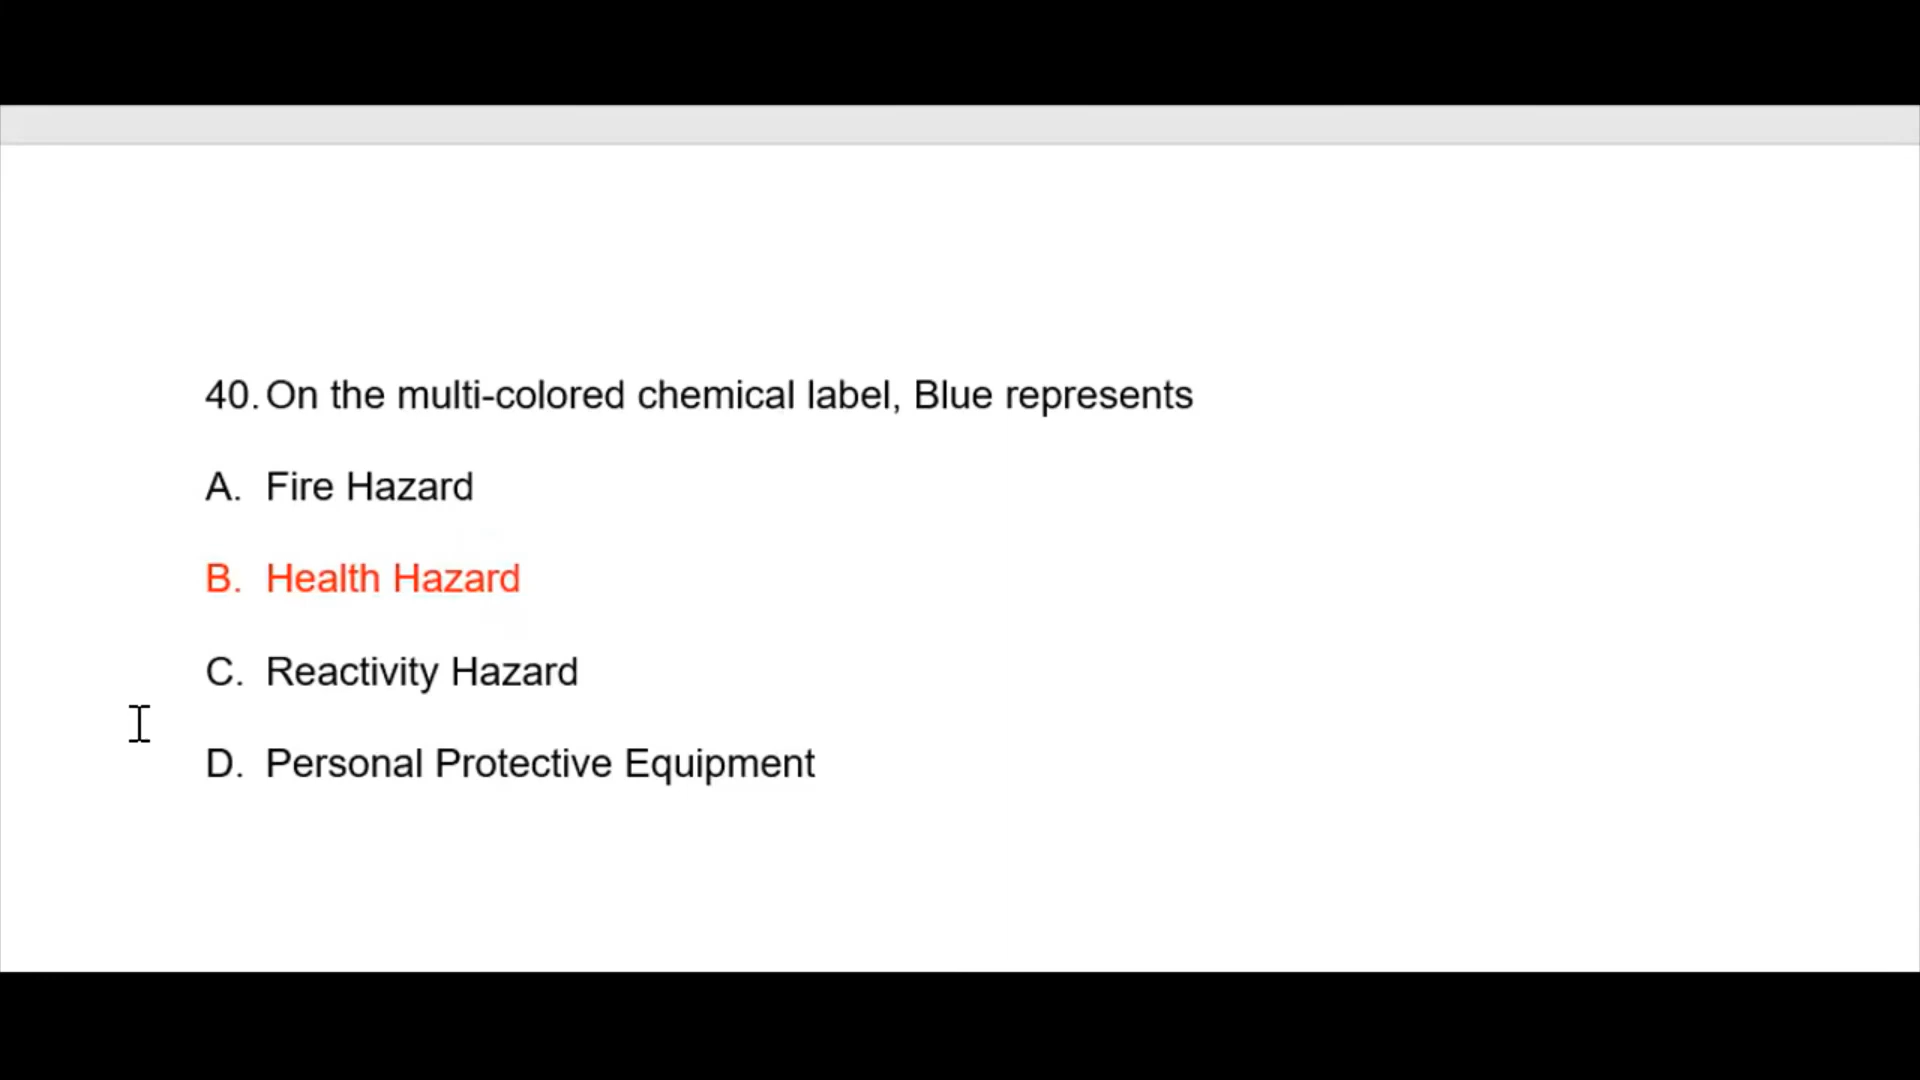 40. On the multi-colored chemical label, Blue represents
A. Fire Hazard
B. Health Hazard
C. Reactivity Hazard
D. Personal Protective Equipment